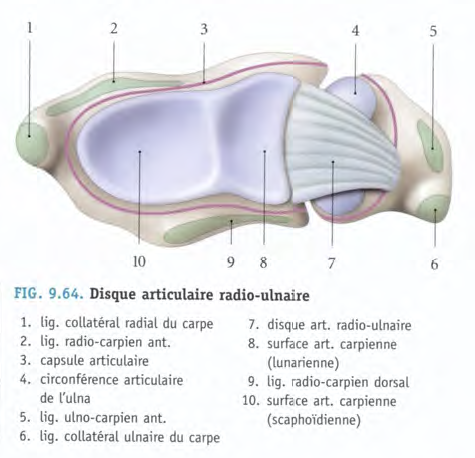 1 2 3 4 5
10 9 8 7 6
FIG. 9.64. Disque articulaire radio-ulnaire
1. lig. collatéral radial du carpe
2. lig. radio-carpien ant.
3. capsule articulaire
4. circonférence articulaire
de l'ulna
5. lig. ulno-carpien ant.
6. lig. collatéral ulnaire du carpe
7. disque art. radio-ulnaire
8. surface art. carpienne
(lunarienne)
9. lig. radio-carpien dorsal
10. surface art. carpienne
(scaphoïdienne)